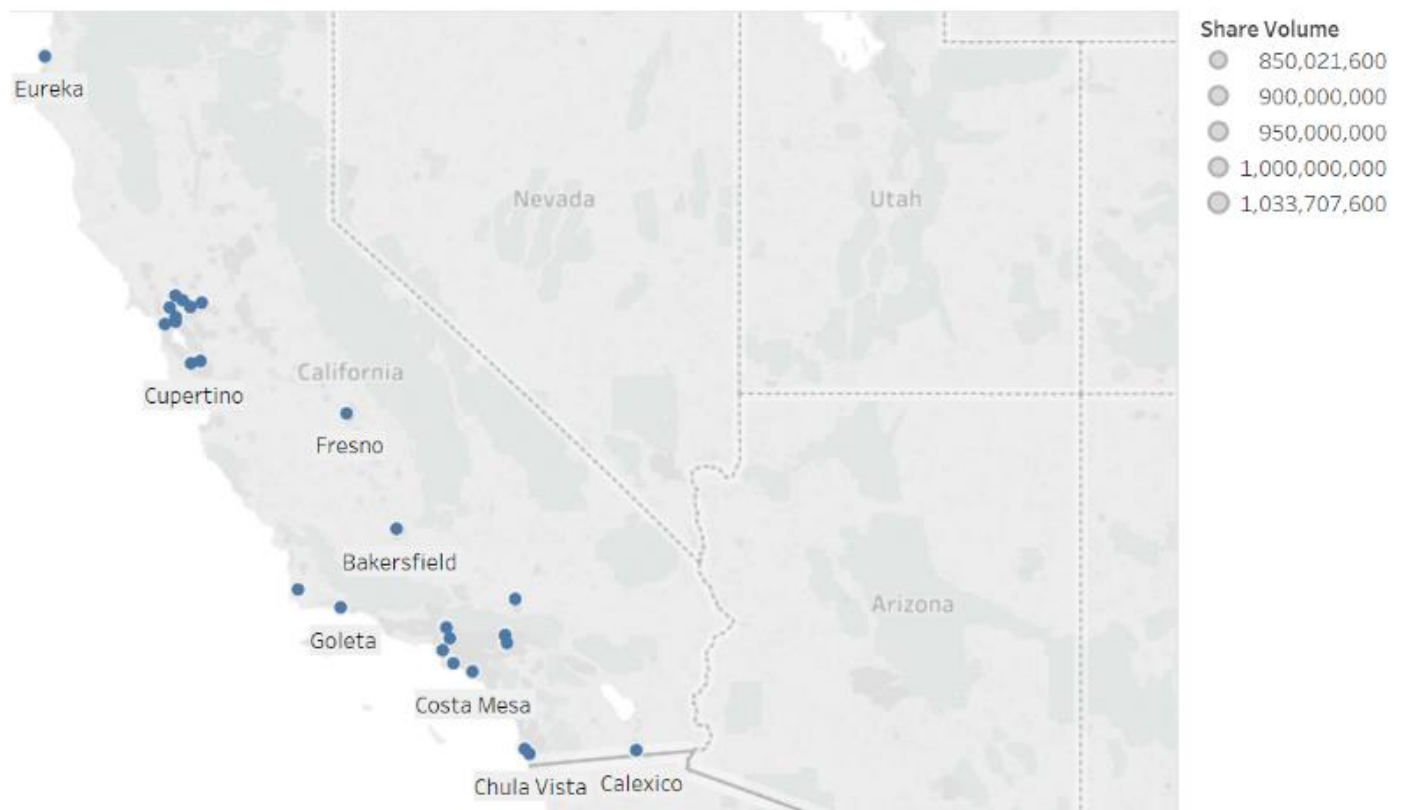 Share Volume
850,021,600
900,000,000
950,000,000
1,000,000,000
1,033,707,600
Eureka
Nevada
Utah
California
Cupertino
Fresno
Bakersfield
Arizona
Goleta
Costa Mesa
Chula Vista
Calexico